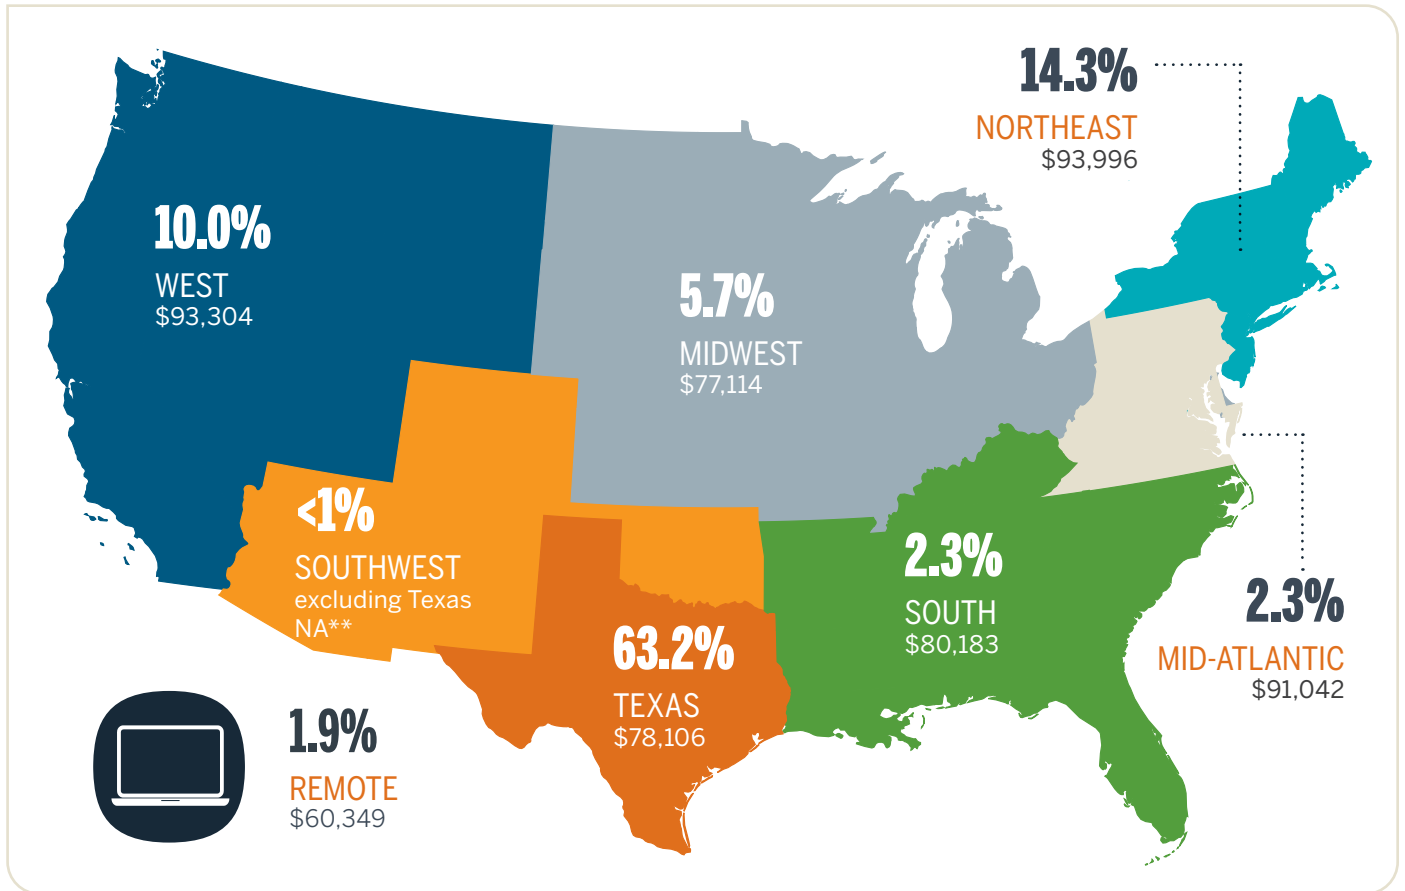 14.3%
NORTHEAST
$93,996
10.0%
WEST
$93,304
5.7%
MIDWEST
$77,114
<1%
SOUTHWEST
excluding Texas
NA**
2.3%
SOUTH
$80,183
2.3%
MID-ATLANTIC
$91,042
63.2%
TEXAS
$78,106
1.9%
REMOTE
$60,349